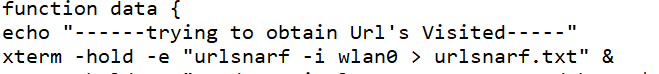 function data {
echo "------trying to obtain Url's Visited-----"
xterm -hold -e "urlsnarf -i wlan0 > urlsnarf.txt" &